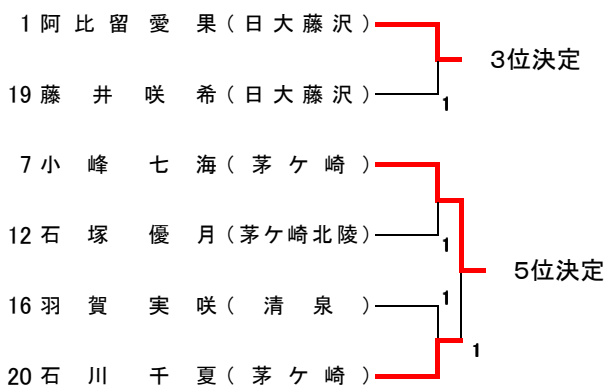 1 阿比留愛果(日大藤沢)
3位決定
19 藤井咲希(日大藤沢)
1
7 小峰七海(茅ケ崎)
12 石塚優月(茅ケ崎北陵)
1
5位決定
16 羽賀実咲(清泉)
1
1
20 石川千夏(茅ケ崎)